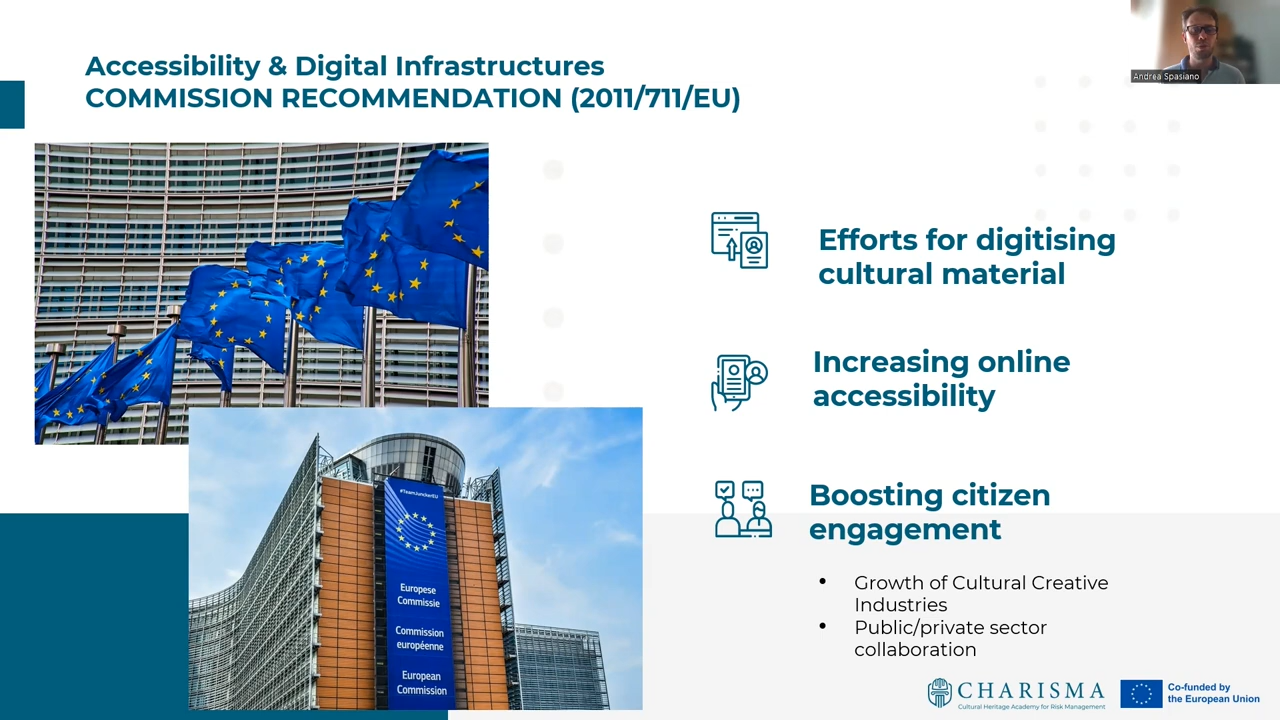 Accessibility & Digital Infrastructures
COMMISSION RECOMMENDATION (2011/711/EU)
Andrea Spasiano
Efforts for digitising
cultural material
Increasing online
accessibility
Boosting citizen
engagement
• Growth of Cultural Creative
Industries
• Public/private sector
collaboration
#TeamJunckerEU
Europese
Commissie
Commission
européenne
European
Commission
CHARISMA
Cultural Heritage Academy for Risk Management
Co-funded by
the European Union